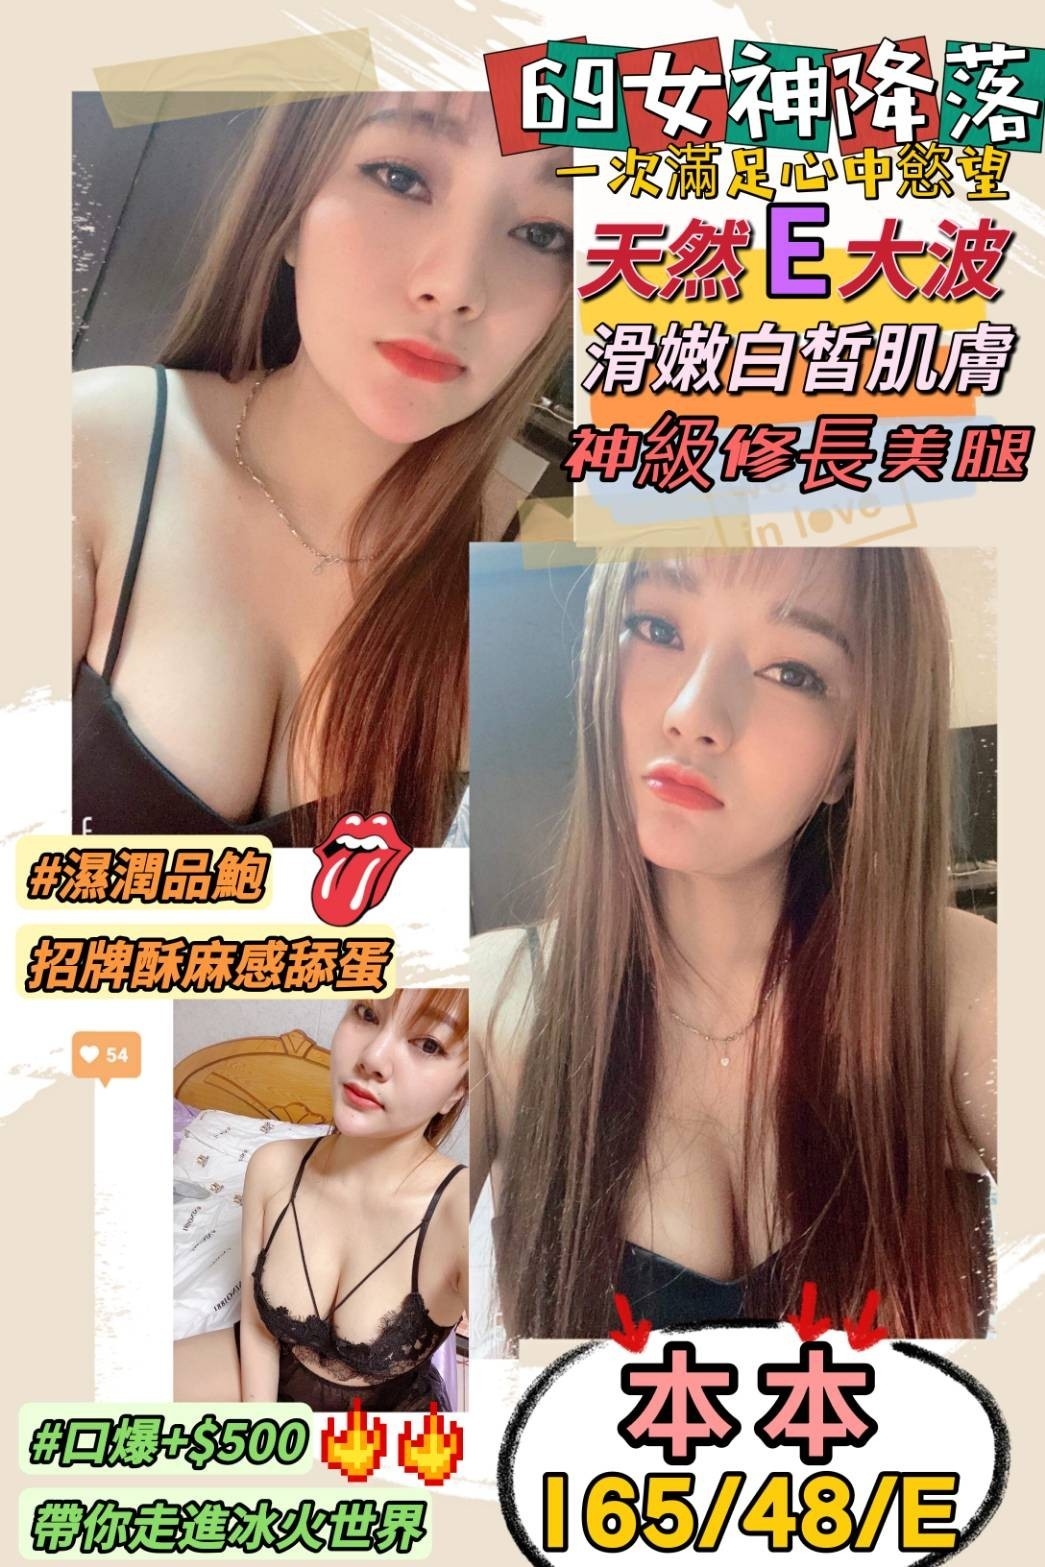 69女神降落
一次滿足心中慾望
天然E大波
滑嫩白皙肌膚
神級修長美腿
in love
#濕潤品鮑
招牌酥麻感舔蛋
54
#口爆+$500
帶你走進冰火世界
本本
165/48/E